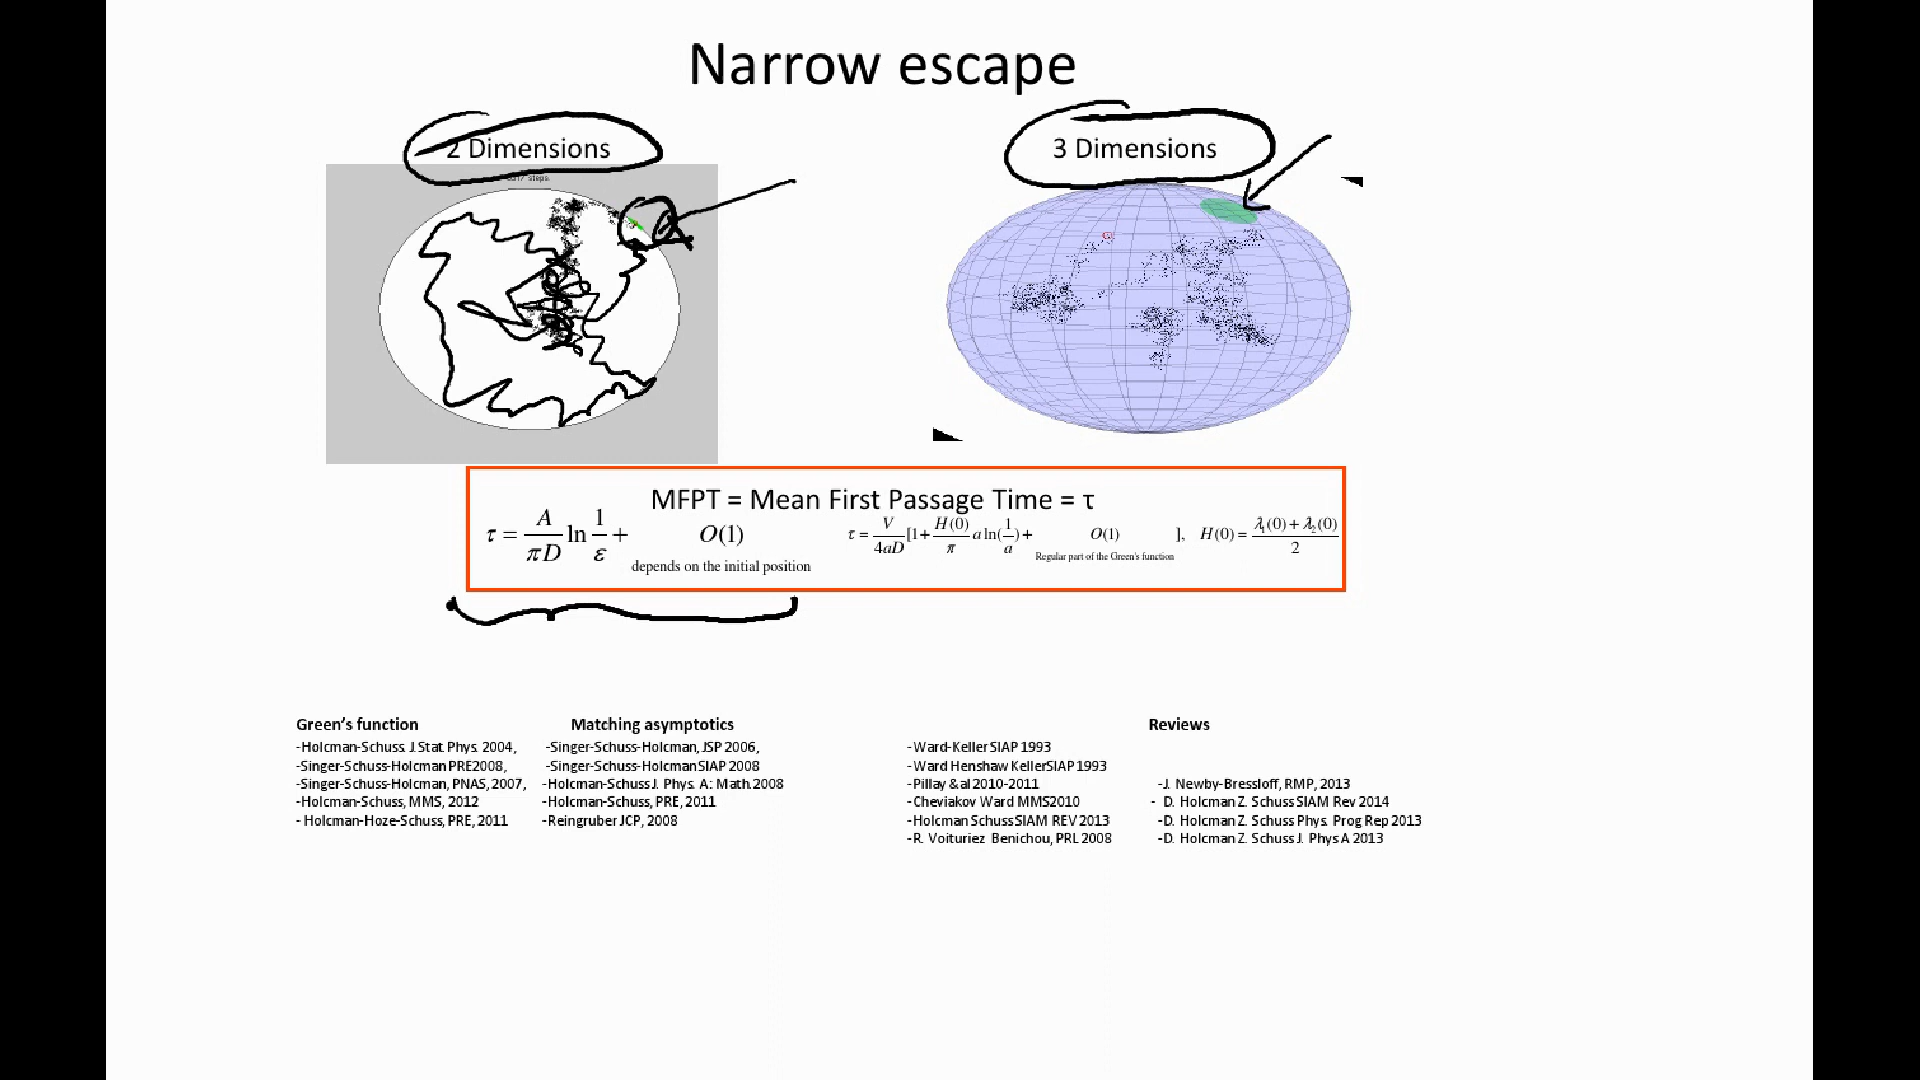 Narrow escape
2 Dimensions
3 Dimensions
steps
MFPT = Mean First Passage Time = τ
τ = A/πD ln 1/ε + O(1)
depends on the initial position
τ = V/4aD [1 + H(0)/π a ln(1/a) + O(1) ], H(0) = λ₁(0) + λ₂(0)/2
Regular part of the Green's function
Green's function
-Holcman-Schuss. J. Stat. Phys. 2004,
-Singer-Schuss-Holcman PRE2008,
-Singer-Schuss-Holcman, PNAS, 2007,
-Holcman-Schuss, MMS, 2012
- Holcman-Hoze-Schuss, PRE, 2011
Matching asymptotics
-Singer-Schuss-Holcman, JSP 2006,
-Singer-Schuss-Holcman SIAP 2008
-Holcman-Schuss J. Phys. A: Math.2008
-Holcman-Schuss, PRE, 2011
-Reingruber JCP, 2008
-Ward-Keller SIAP 1993
-Ward Henshaw Keller SIAP 1993
-Pillay & al 2010-2011
-Cheviakov Ward MMS2010
-Holcman Schuss SIAM REV 2013
-R. Voituriez Benichou, PRL 2008
Reviews
-J. Newby-Bressloff, RMP, 2013
- D. Holcman Z. Schuss SIAM Rev 2014
-D. Holcman Z. Schuss Phys. Prog Rep 2013
-D. Holcman Z. Schuss J. Phys A 2013